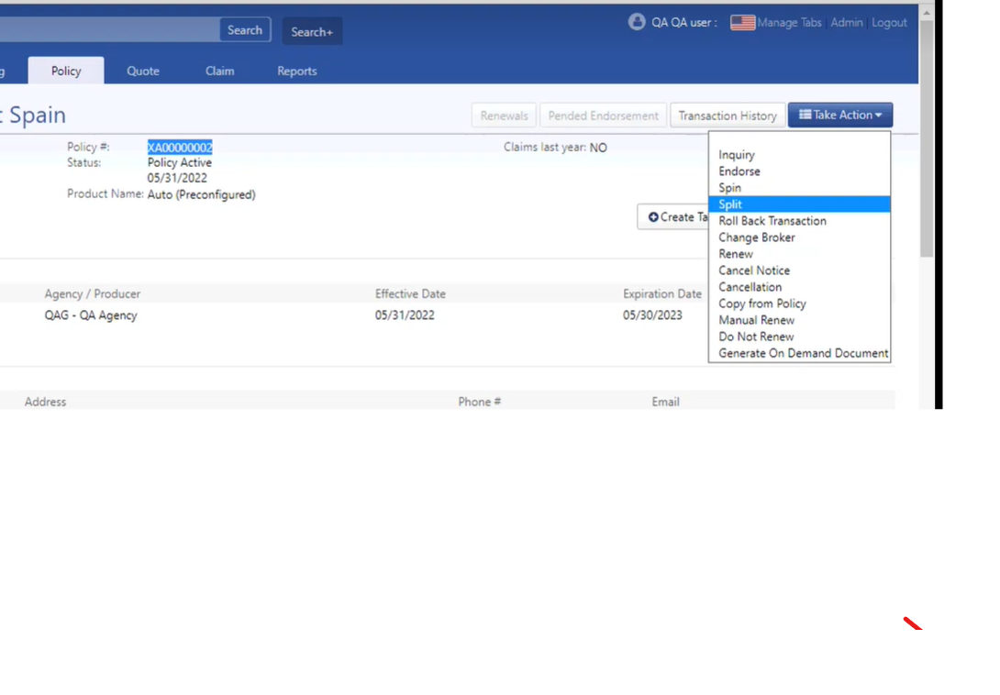 Search Search+ QA QA user : Manage Tabs Admin Logout
Policy Quote Claim Reports
Spain Renewals Pended Endorsement Transaction History Take Action
Policy #: XA00000002 Claims last year: NO
Status: Policy Active
05/31/2022
Product Name: Auto (Preconfigured)
Create Ta
Inquiry
Endorse
Spin
Split
Roll Back Transaction
Change Broker
Renew
Cancel Notice
Cancellation
Copy from Policy
Manual Renew
Do Not Renew
Generate On Demand Document
Agency / Producer Effective Date Expiration Date
QAG - QA Agency 05/31/2022 05/30/2023
Address Phone # Email